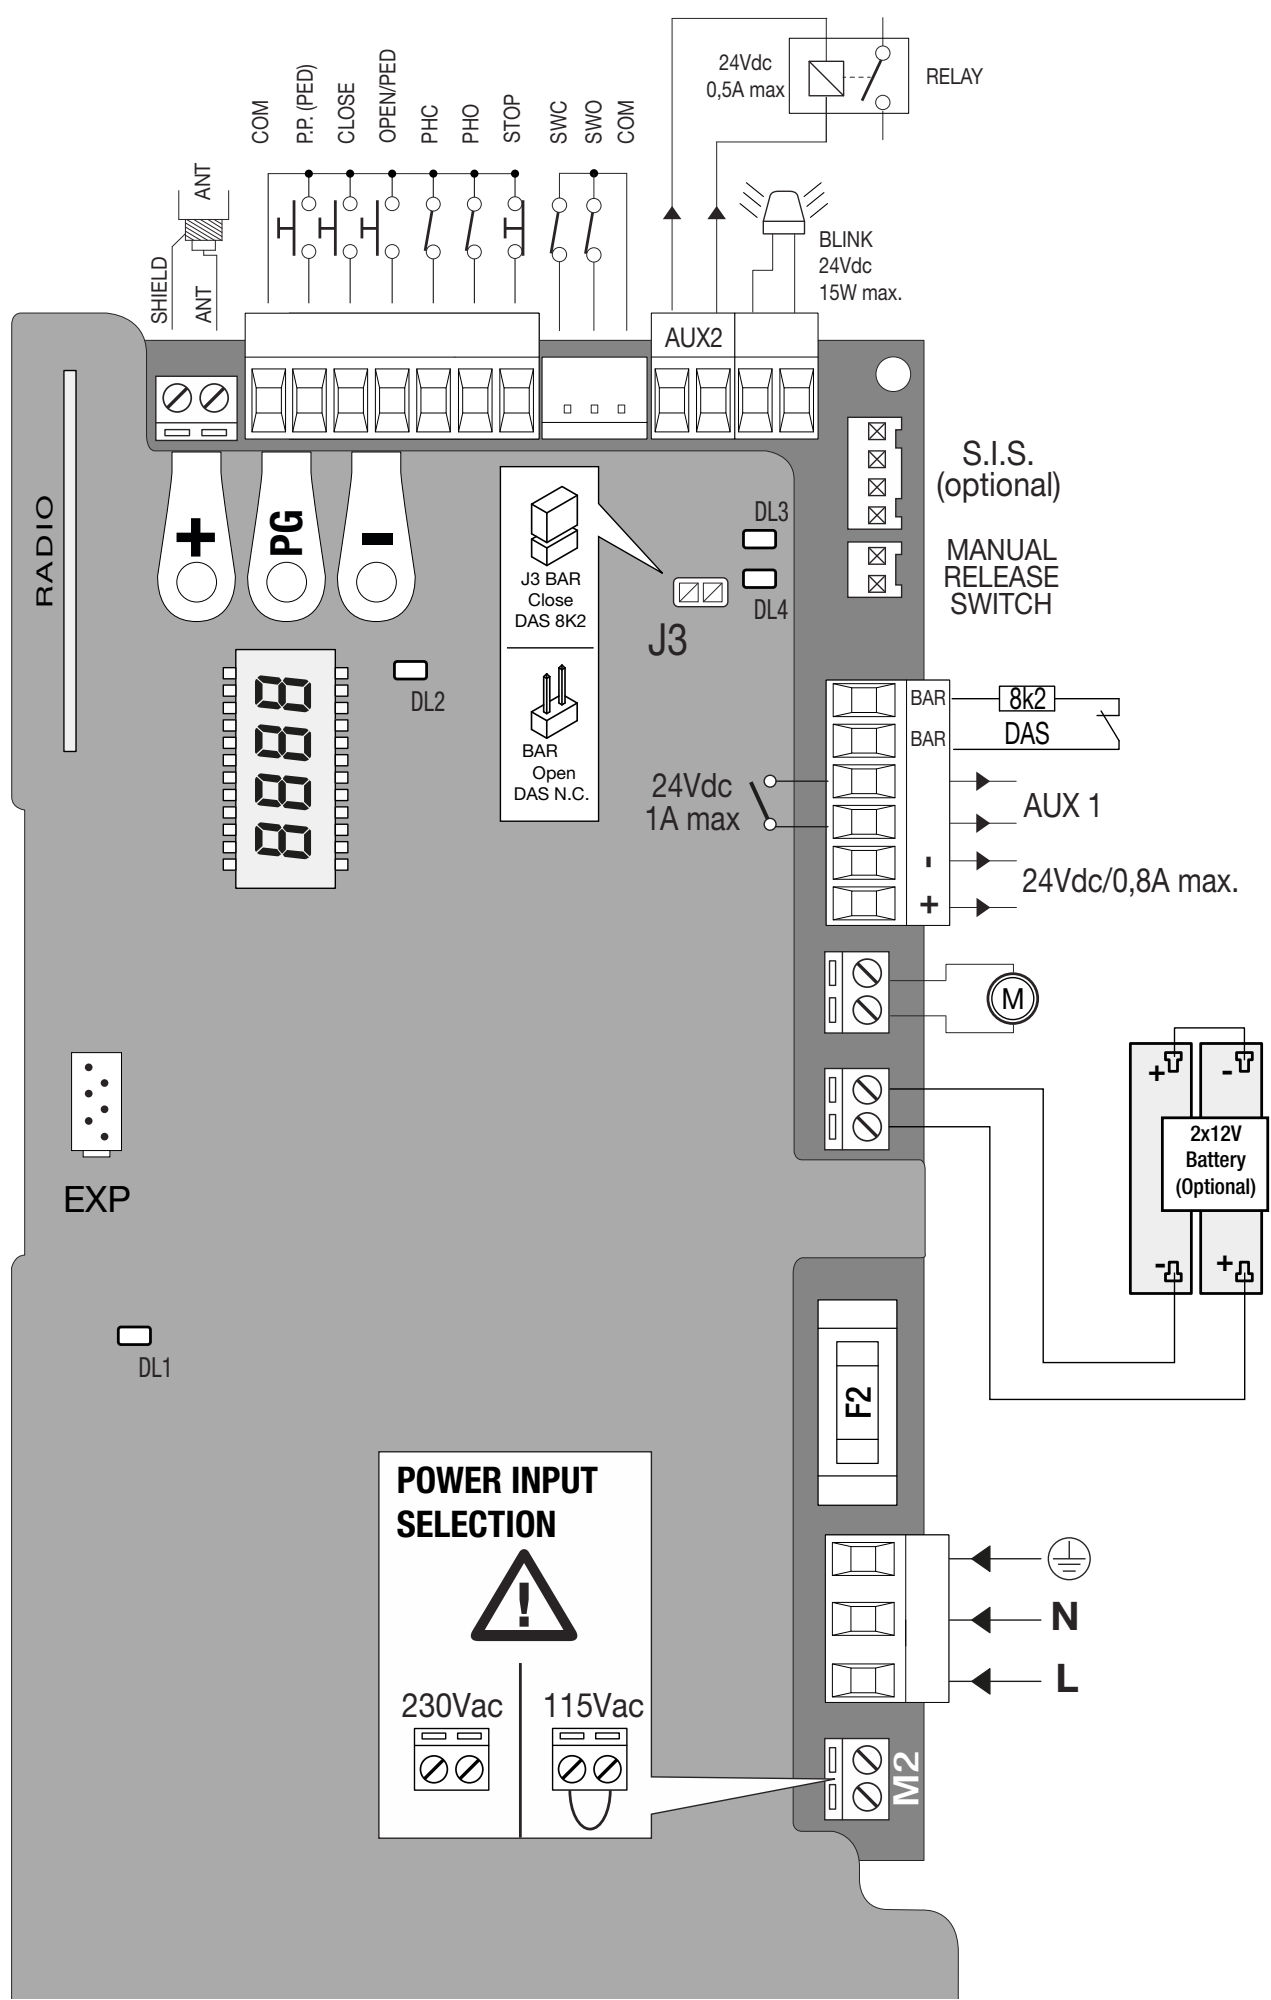 24Vdc
0,5A max
RELAY
COM
P.P. (PED)
CLOSE
OPEN/PED
PHC
PHO
STOP
SWC
SWO
COM
ANT
SHIELD
ANT
BLINK
24Vdc
15W max.
AUX2
RADIO
+
PG
-
S.I.S.
(optional)
MANUAL
RELEASE
SWITCH
DL3
DL4
J3 BAR
Close
DAS 8K2
J3
BAR
Open
DAS N.C.
DL2
8888
BAR
BAR
8k2
DAS
24Vdc
1A max
AUX 1
-
+
24Vdc/0,8A max.
M
+
-
2x12V
Battery
(Optional)
-
+
EXP
DL1
F2
POWER INPUT
SELECTION
!
230Vac
115Vac
N
L
M2